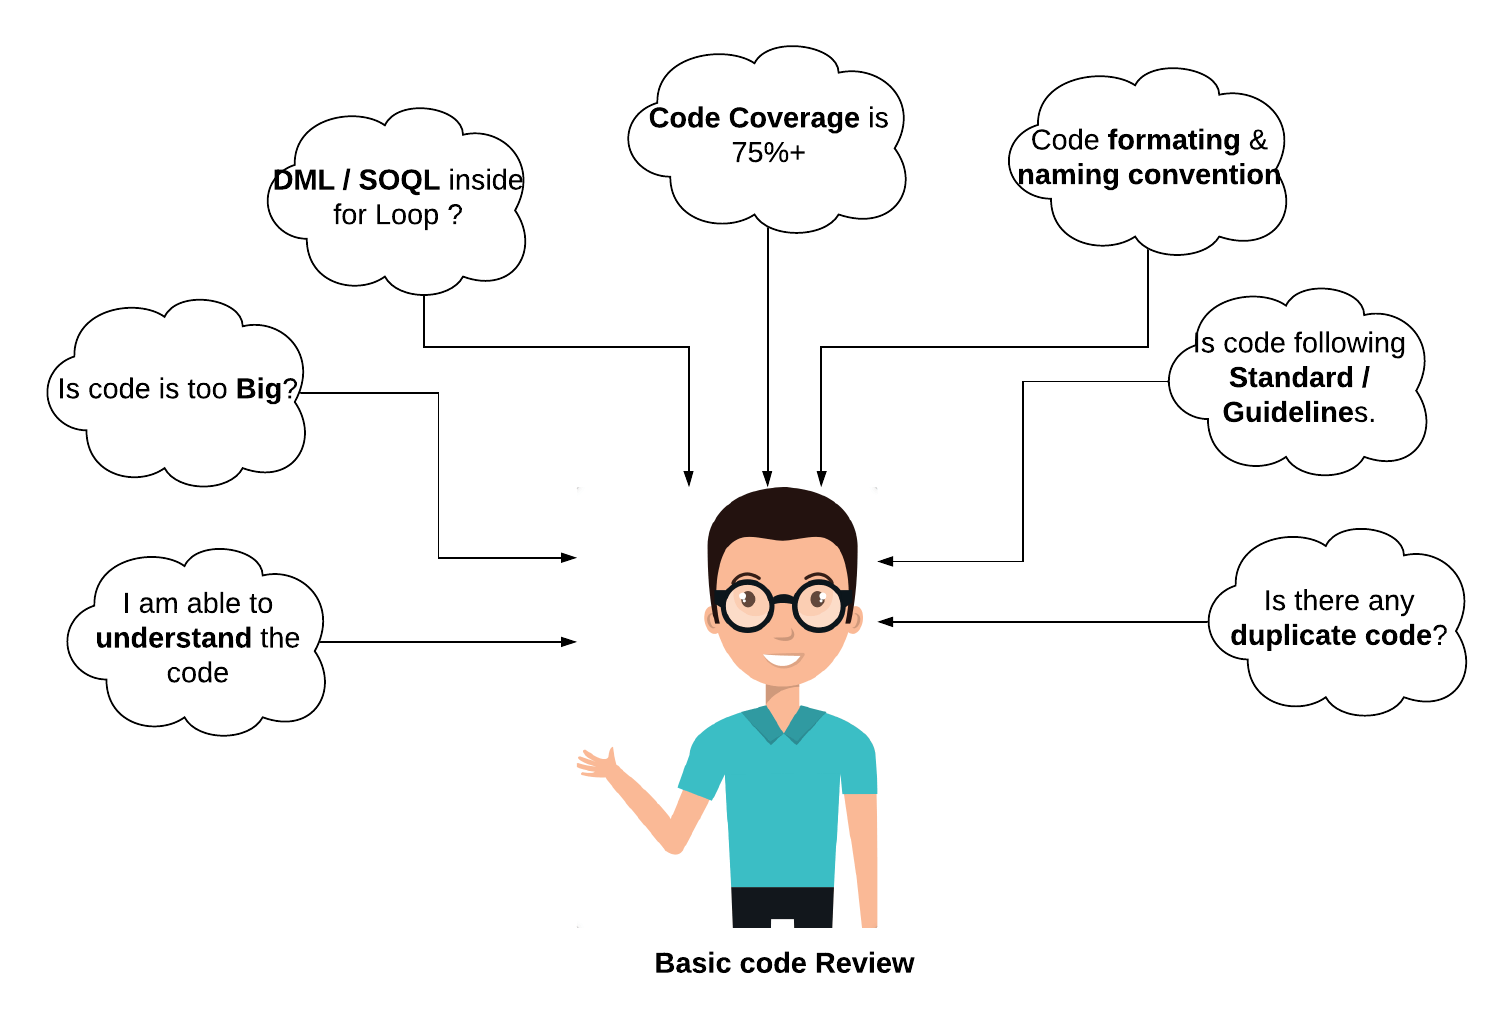 Code Coverage is
75%+
Code formating &
naming convention
DML / SOQL inside
for Loop ?
Is code following
Standard /
Guidelines.
Is code is too Big?
I am able to
understand the
code
Is there any
duplicate code?
Basic code Review